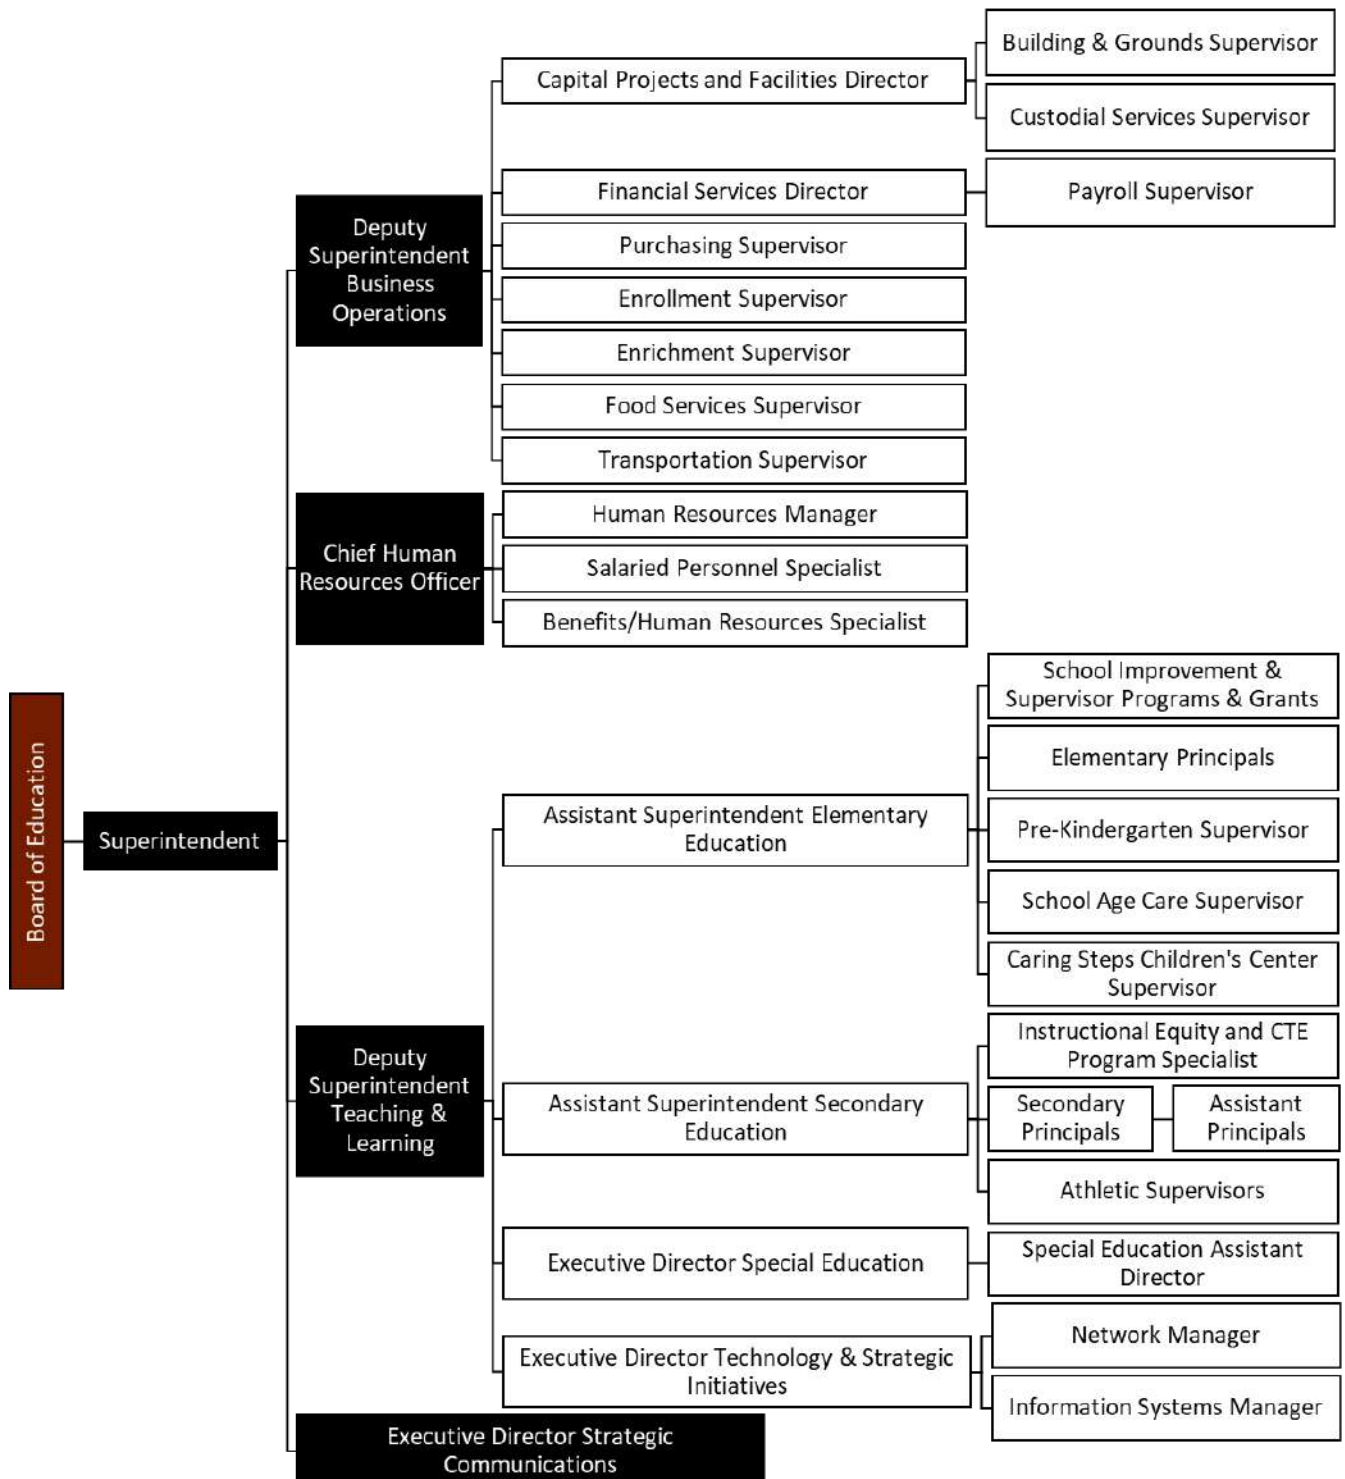 Board of Education
Superintendent
Deputy
Superintendent
Business
Operations
Capital Projects and Facilities Director
Building & Grounds Supervisor
Custodial Services Supervisor
Financial Services Director
Payroll Supervisor
Purchasing Supervisor
Enrollment Supervisor
Enrichment Supervisor
Food Services Supervisor
Transportation Supervisor
Chief Human
Resources Officer
Human Resources Manager
Salaried Personnel Specialist
Benefits/Human Resources Specialist
Deputy
Superintendent
Teaching &
Learning
Assistant Superintendent Elementary
Education
School Improvement &
Supervisor Programs & Grants
Elementary Principals
Pre-Kindergarten Supervisor
School Age Care Supervisor
Caring Steps Children's Center
Supervisor
Assistant Superintendent Secondary
Education
Instructional Equity and CTE
Program Specialist
Secondary
Principals
Assistant
Principals
Athletic Supervisors
Executive Director Special Education
Special Education Assistant
Director
Executive Director Technology & Strategic
Initiatives
Network Manager
Information Systems Manager
Executive Director Strategic
Communications